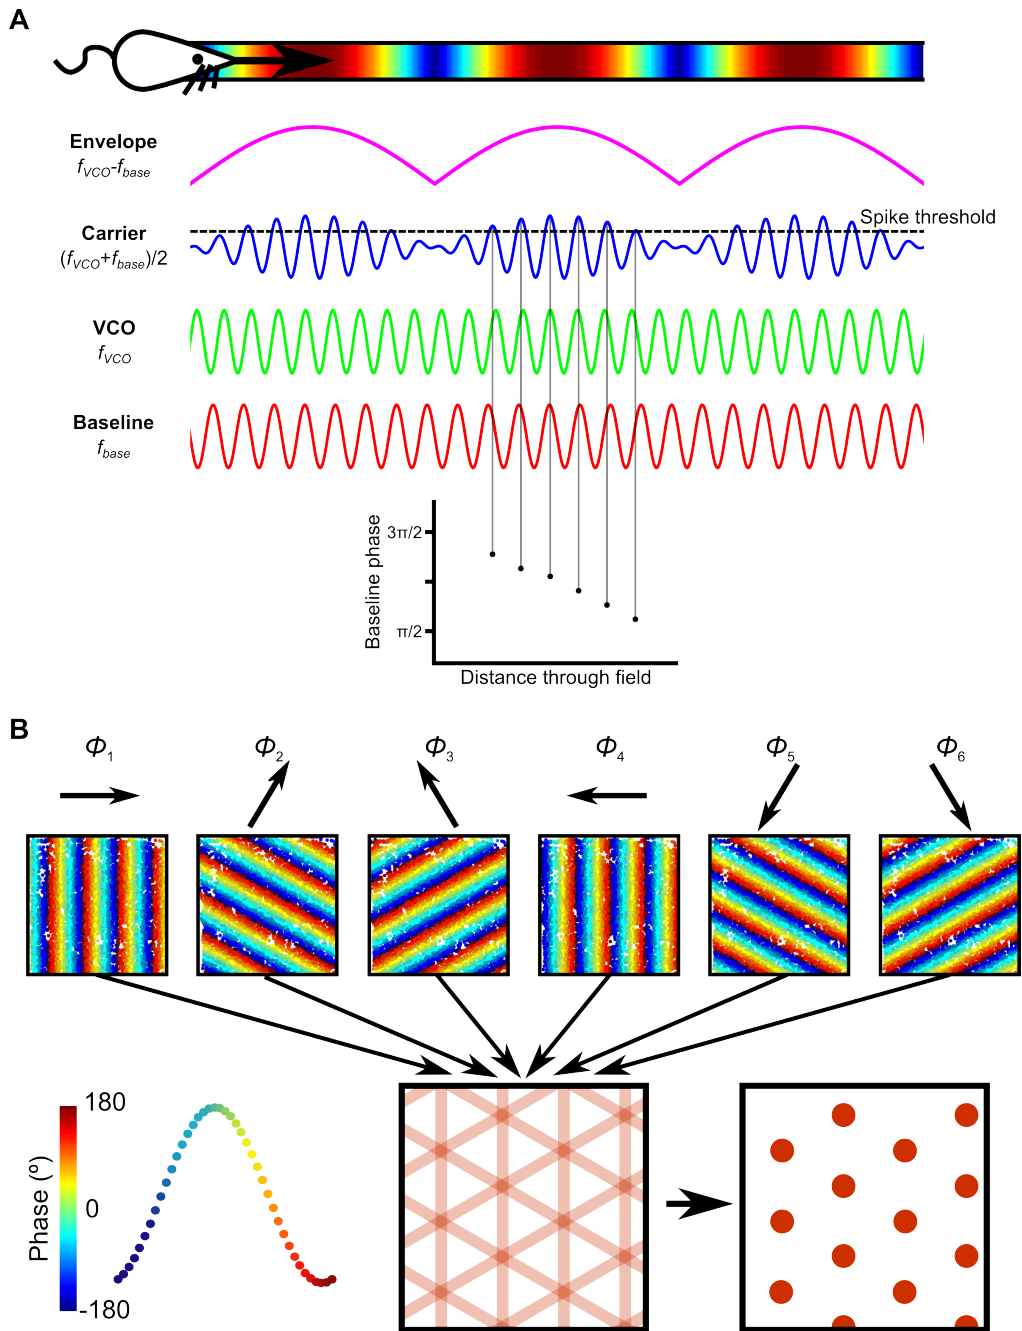 A
Envelope
fVCO-fbase
Spike threshold
Carrier
(fVCO+fbase)/2
VCO
fVCO
Baseline
fbase
Baseline phase
3π/2
π/2
Distance through field
B
Φ1 Φ2 Φ3 Φ4 Φ5 Φ6
Phase (º)
180
0
-180